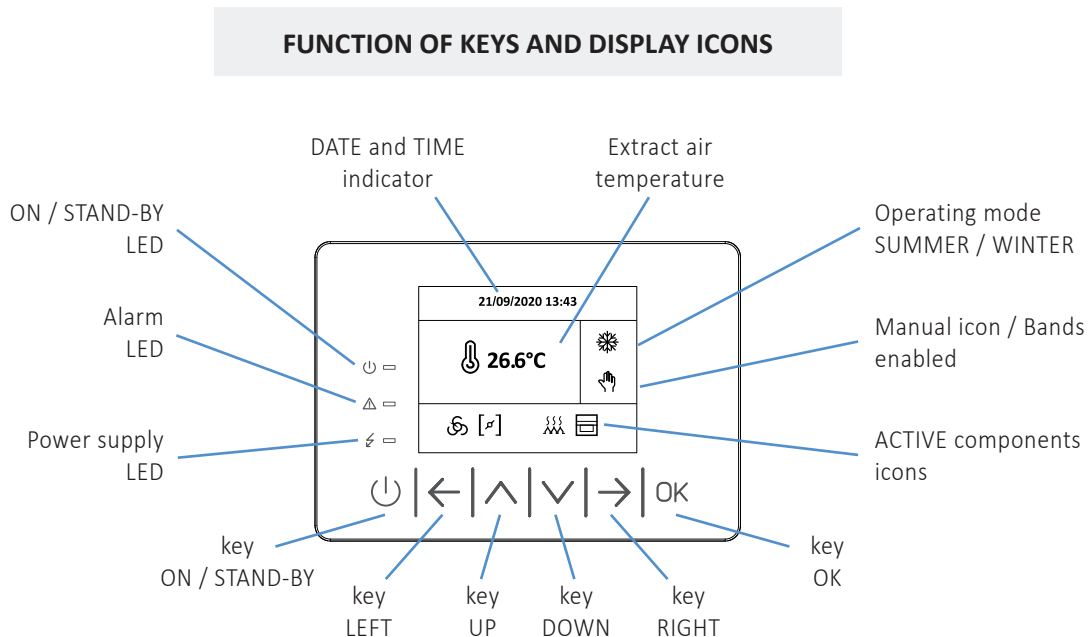 FUNCTION OF KEYS AND DISPLAY ICONS
DATE and TIME
indicator
Extract air
temperature
ON / STAND-BY
LED
Operating mode
SUMMER / WINTER
21/09/2020 13:43
Alarm
LED
Manual icon / Bands
enabled
26.6°C
Power supply
LED
ACTIVE components
icons
OK
key
ON / STAND-BY
key
LEFT
key
UP
key
DOWN
key
RIGHT
key
OK